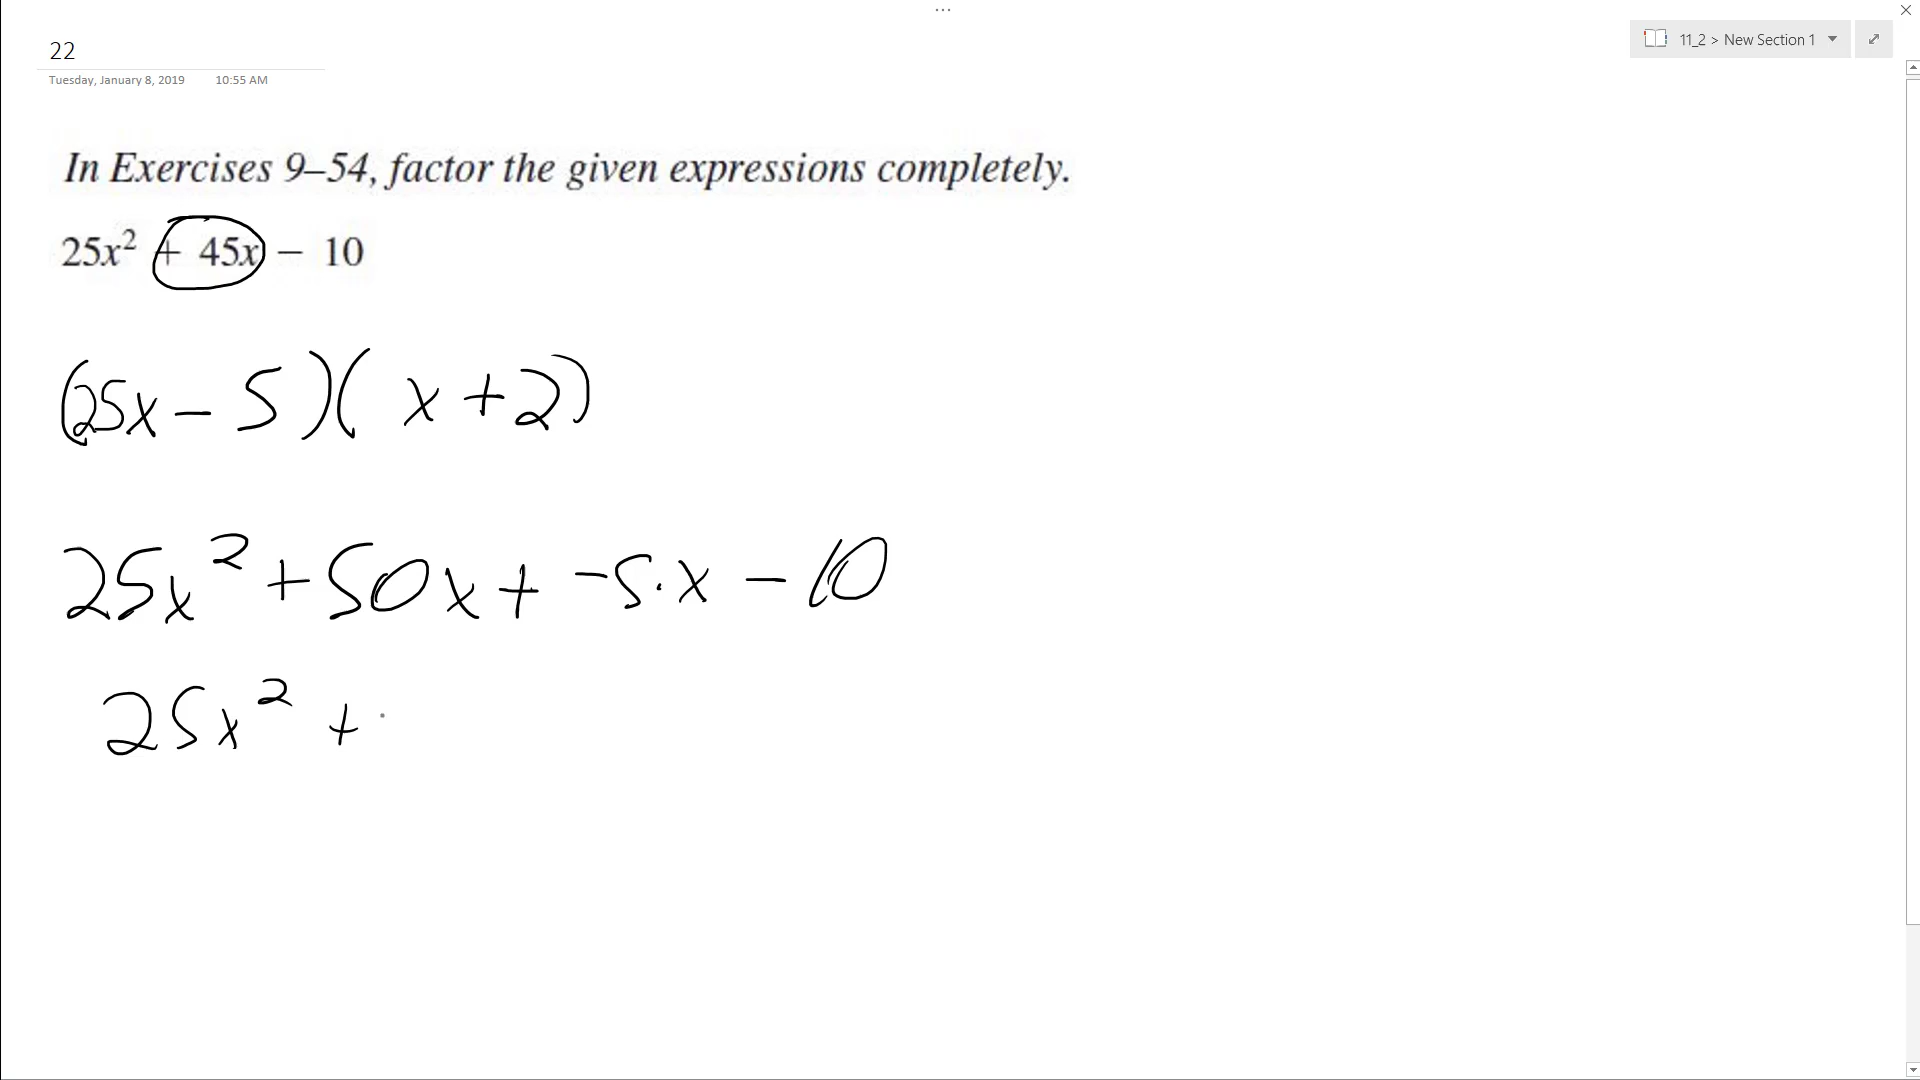 ...
11_2 > New Section 1
22
Tuesday, January 8, 2019 10:55 AM
In Exercises 9–54, factor the given expressions completely.
25x² + 45x − 10
(25x − 5)(x + 2)
25x² + 50x + −5·x − 10
25x² +